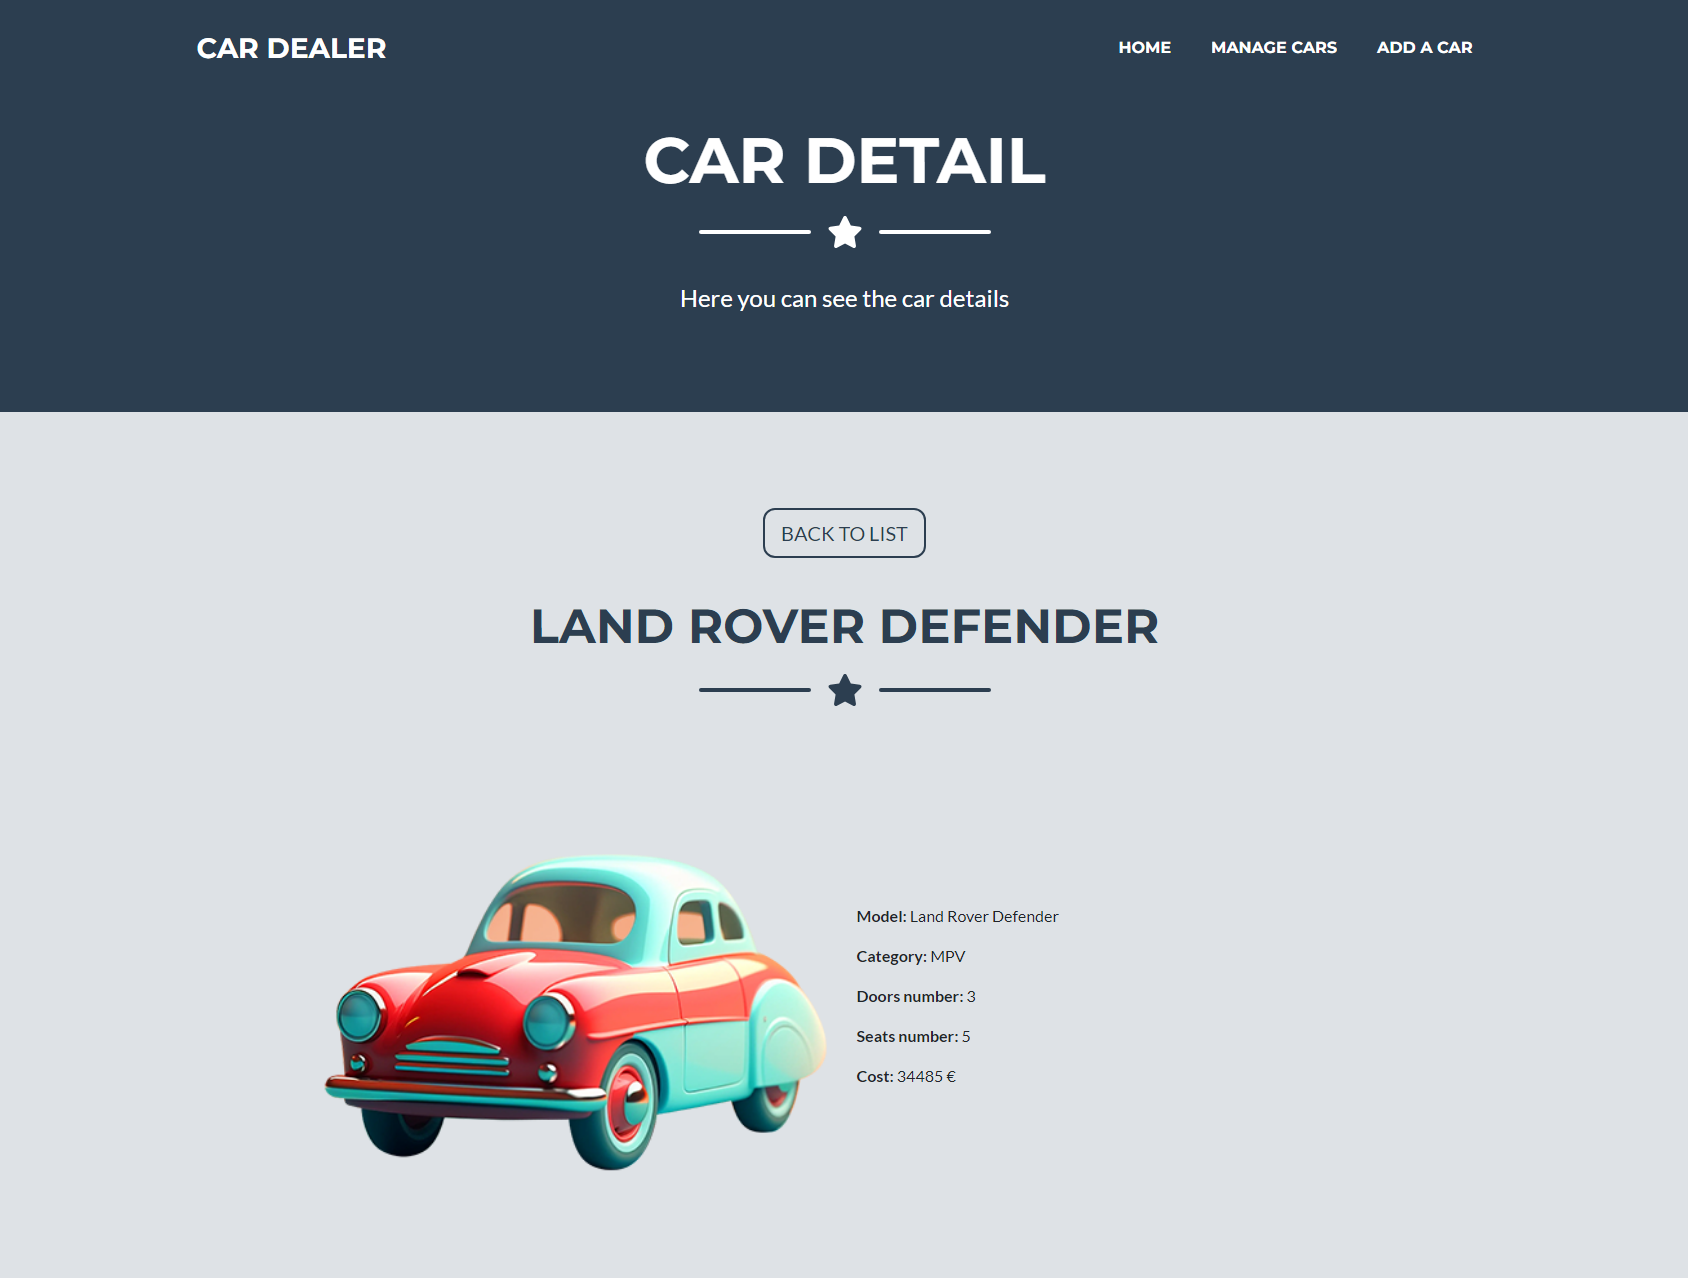 CAR DEALER
HOME MANAGE CARS ADD A CAR
CAR DETAIL
Here you can see the car details
BACK TO LIST
LAND ROVER DEFENDER
Model: Land Rover Defender
Category: MPV
Doors number: 3
Seats number: 5
Cost: 34485 €